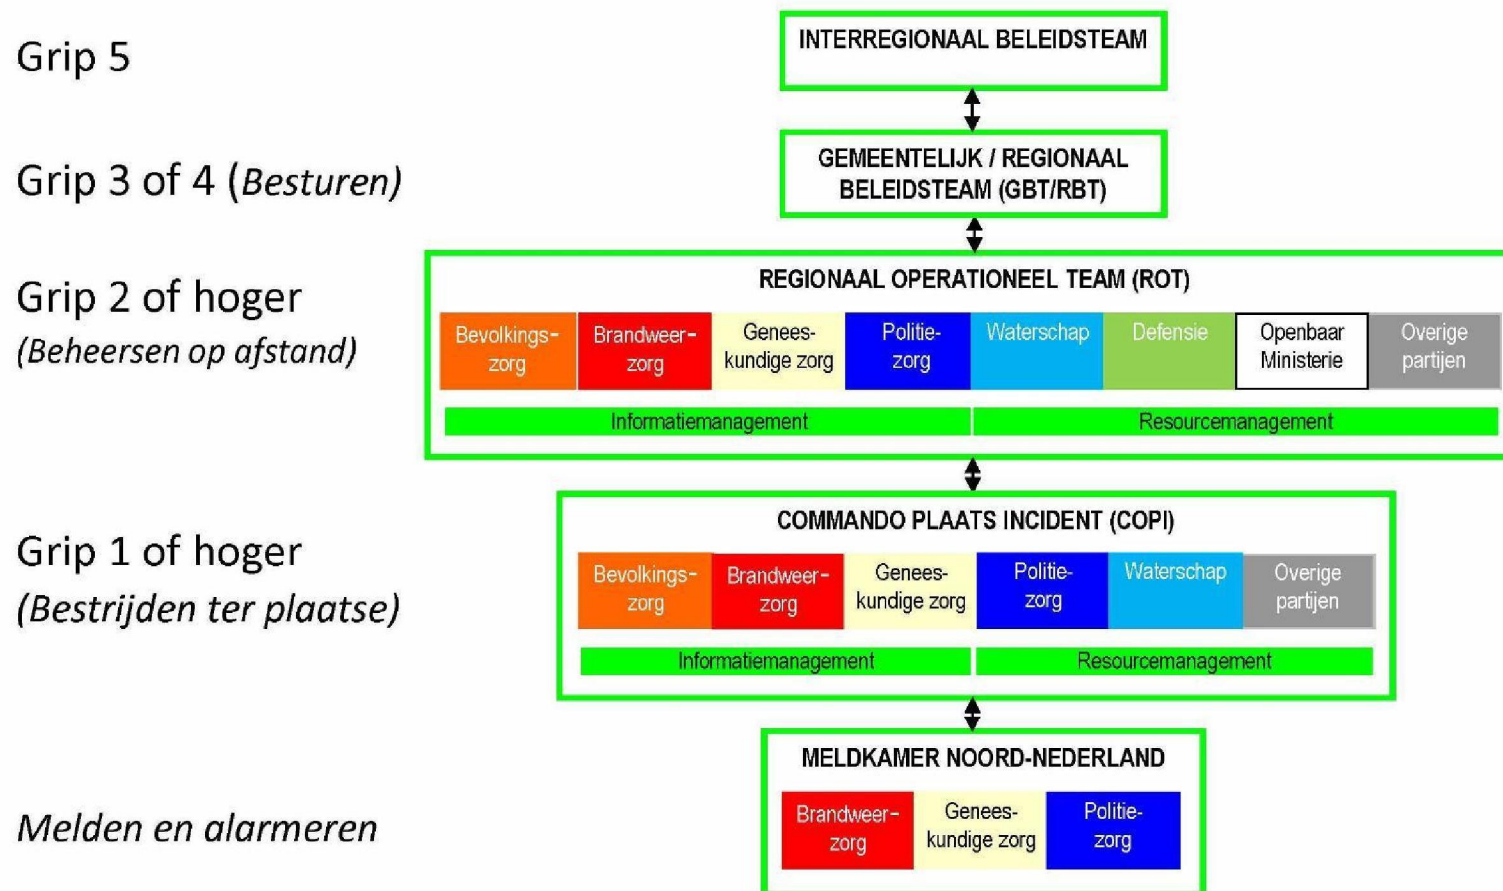 Grip 5
INTERREGIONAAL BELEIDSTEAM
Grip 3 of 4 (Besturen)
GEMEENTELIJK / REGIONAAL
BELEIDSTEAM (GBT/RBT)
Grip 2 of hoger
(Beheersen op afstand)
REGIONAAL OPERATIONEEL TEAM (ROT)
Bevolkings-
zorg
Brandweer-
zorg
Genees-
kundige zorg
Politie-
zorg
Waterschap
Defensie
Openbaar
Ministerie
Overige
partijen
Informatiemanagement
Resourcemanagement
Grip 1 of hoger
(Bestrijden ter plaatse)
COMMANDO PLAATS INCIDENT (COPI)
Bevolkings-
zorg
Brandweer-
zorg
Genees-
kundige zorg
Politie-
zorg
Waterschap
Overige
partijen
Informatiemanagement
Resourcemanagement
Melden en alarmeren
MELDKAMER NOORD-NEDERLAND
Brandweer-
zorg
Genees-
kundige zorg
Politie-
zorg